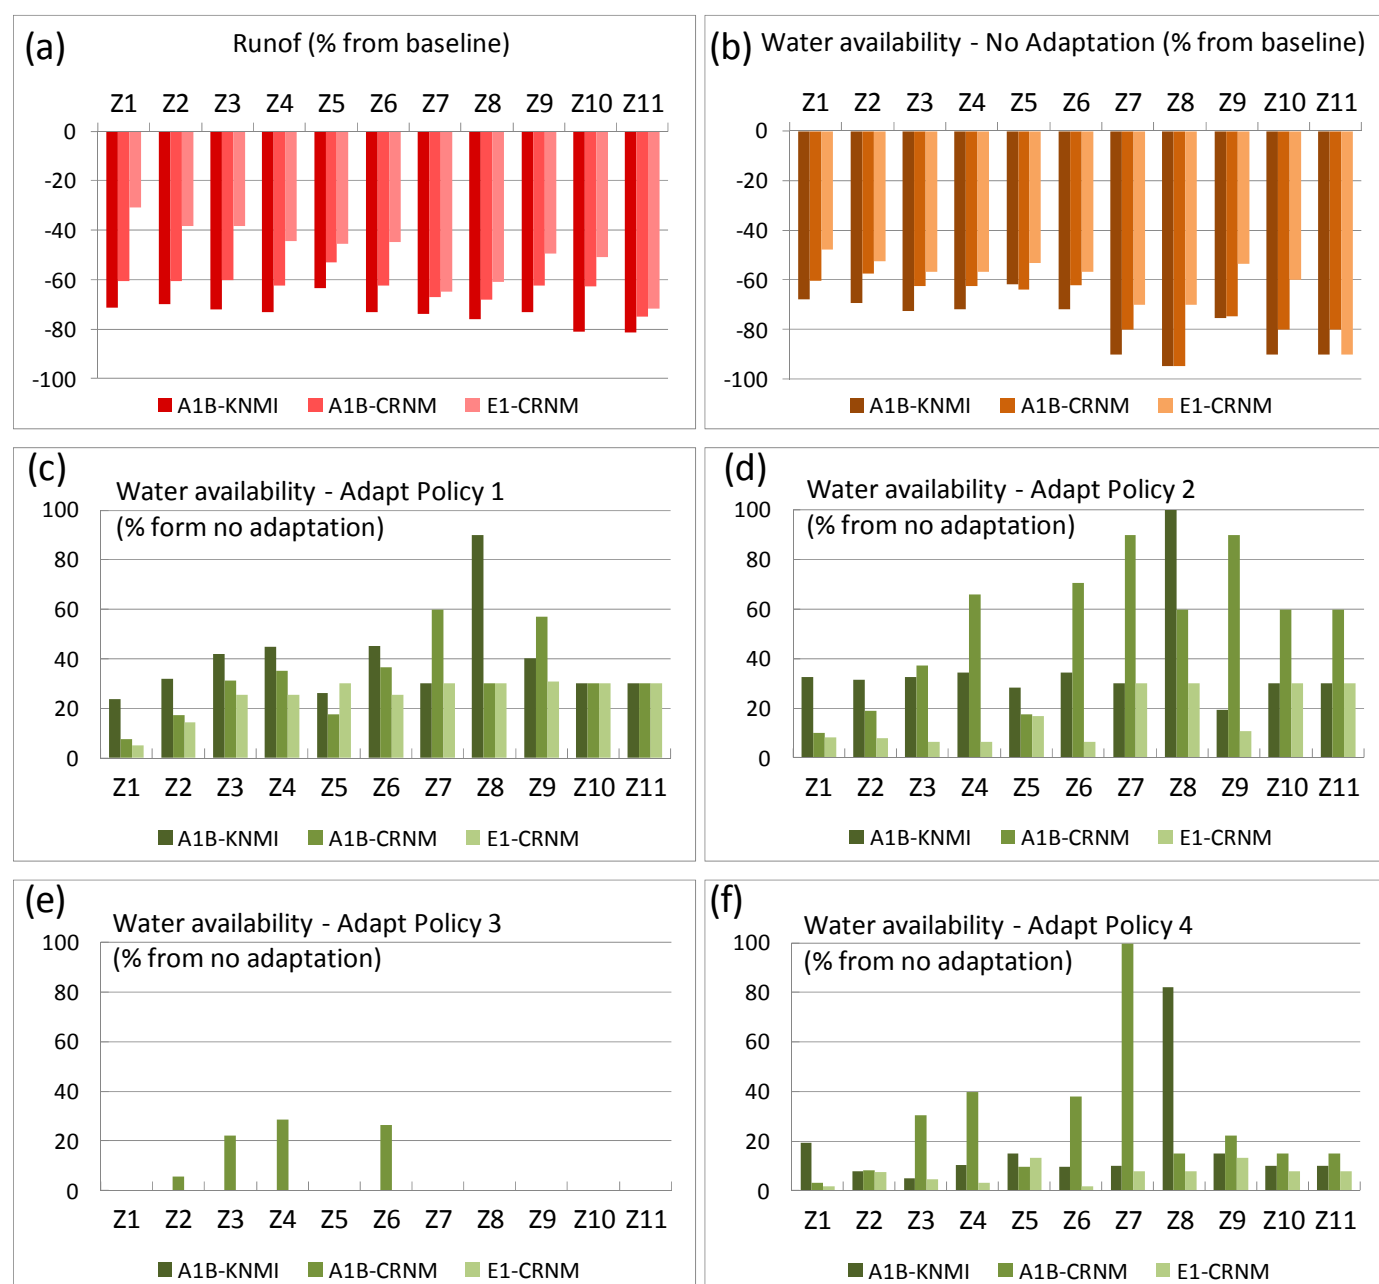 (a) Runof (% from baseline)
Z1 Z2 Z3 Z4 Z5 Z6 Z7 Z8 Z9 Z10 Z11
0
-20
-40
-60
-80
-100
A1B-KNMI A1B-CRNM E1-CRNM
(b) Water availability - No Adaptation (% from baseline)
Z1 Z2 Z3 Z4 Z5 Z6 Z7 Z8 Z9 Z10 Z11
0
-20
-40
-60
-80
-100
A1B-KNMI A1B-CRNM E1-CRNM
(c)
Water availability - Adapt Policy 1
(% form no adaptation)
100
80
60
40
20
0
Z1 Z2 Z3 Z4 Z5 Z6 Z7 Z8 Z9 Z10 Z11
A1B-KNMI A1B-CRNM E1-CRNM
(d)
Water availability - Adapt Policy 2
(% from no adaptation)
100
80
60
40
20
0
Z1 Z2 Z3 Z4 Z5 Z6 Z7 Z8 Z9 Z10 Z11
A1B-KNMI A1B-CRNM E1-CRNM
(e)
Water availability - Adapt Policy 3
(% from no adaptation)
100
80
60
40
20
0
Z1 Z2 Z3 Z4 Z5 Z6 Z7 Z8 Z9 Z10 Z11
A1B-KNMI A1B-CRNM E1-CRNM
(f)
Water availability - Adapt Policy 4
(% from no adaptation)
100
80
60
40
20
0
Z1 Z2 Z3 Z4 Z5 Z6 Z7 Z8 Z9 Z10 Z11
A1B-KNMI A1B-CRNM E1-CRNM